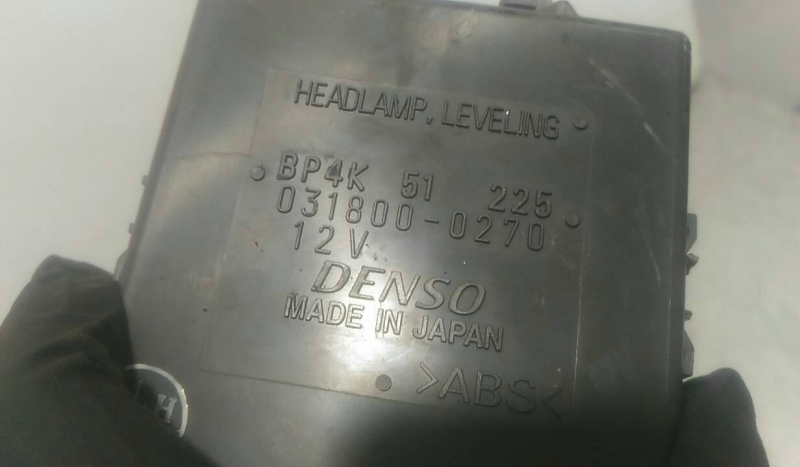 HEADLAMP, LEVELING
BP4K 51 225
031800-0270
12V
DENSO
MADE IN JAPAN
>ABS<
H